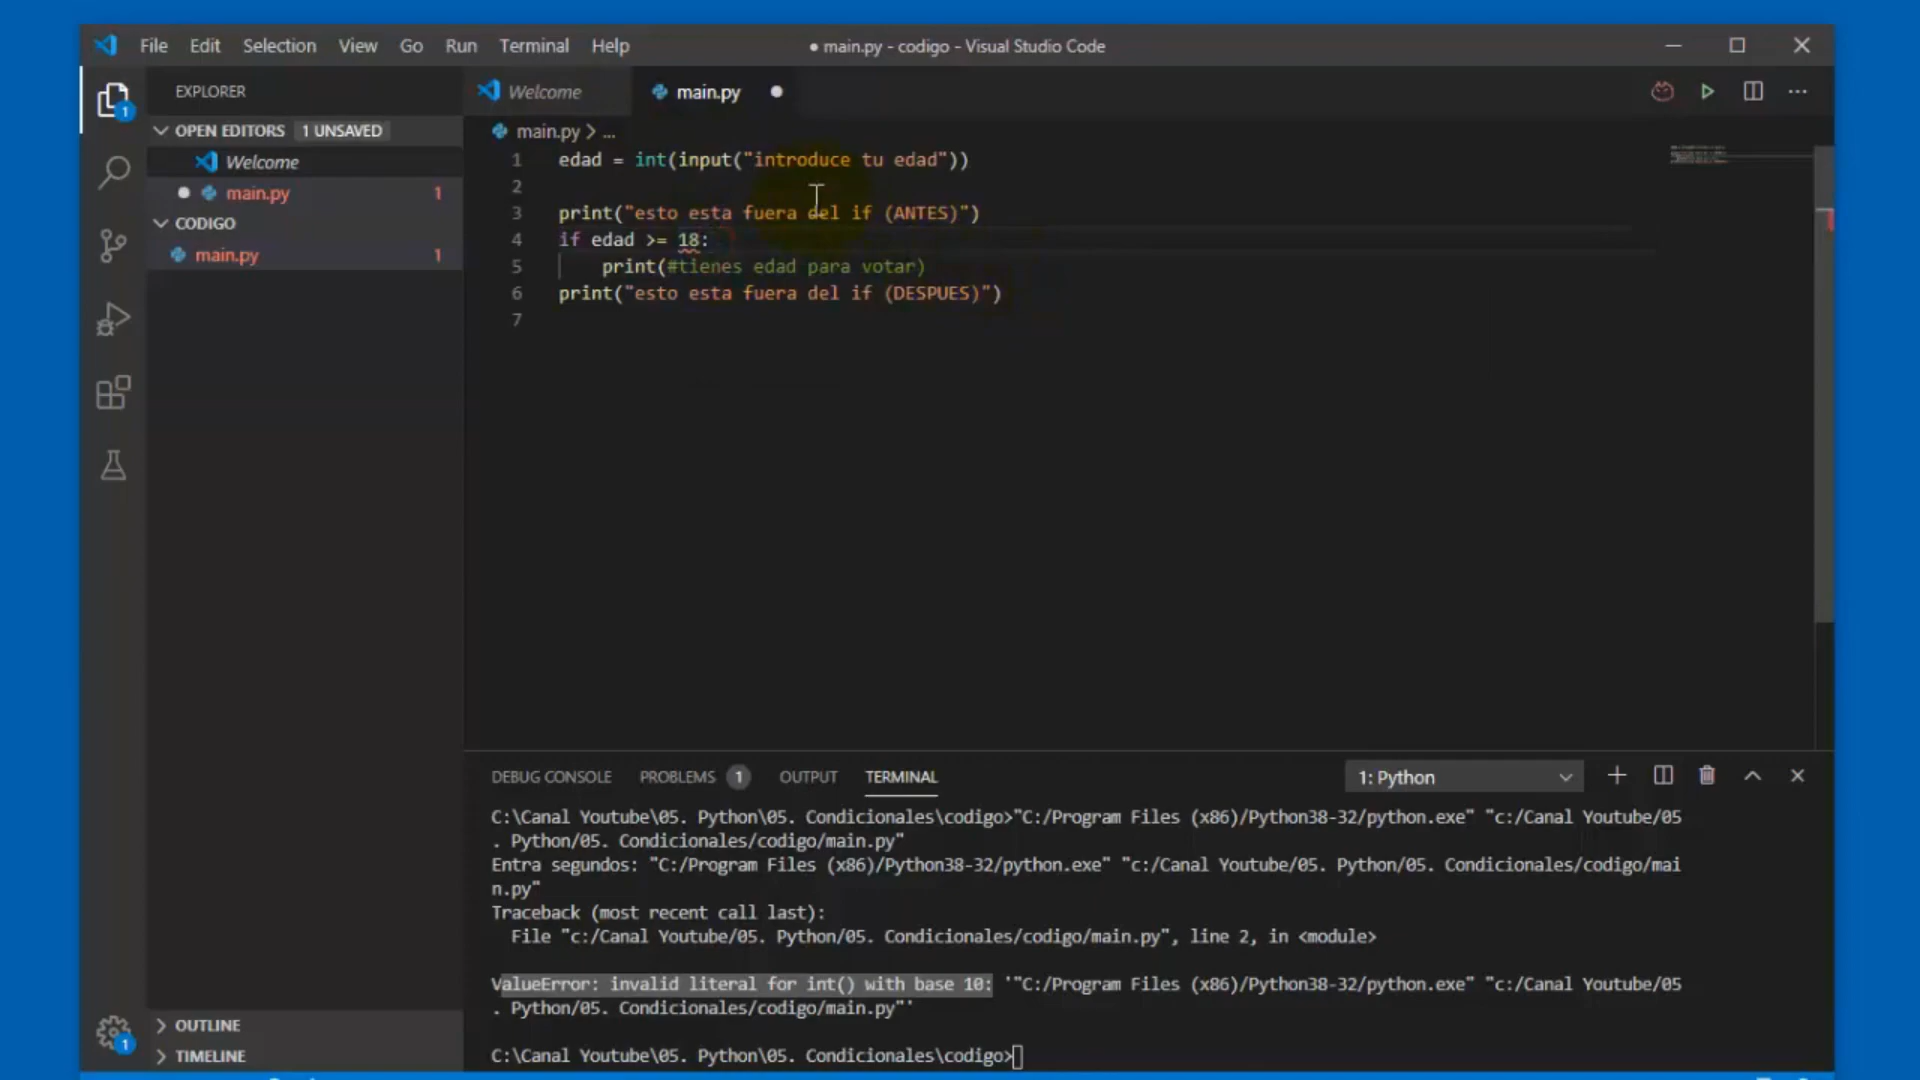 File Edit Selection View Go Run Terminal Help
● main.py - codigo - Visual Studio Code
EXPLORER
Welcome
main.py
OPEN EDITORS 1 UNSAVED
main.py > ...
Welcome
main.py 1
CODIGO
main.py 1
1 edad = int(input("introduce tu edad"))
2
3 print("esto esta fuera del if (ANTES)")
4 if edad >= 18:
5 print(#tienes edad para votar)
6 print("esto esta fuera del if (DESPUES)")
7
1
DEBUG CONSOLE PROBLEMS 1 OUTPUT TERMINAL
1: Python
C:\Canal Youtube\05. Python\05. Condicionales\codigo>"C:/Program Files (x86)/Python38-32/python.exe" "c:/Canal Youtube/05
. Python/05. Condicionales/codigo/main.py"
Entra segundos: "C:/Program Files (x86)/Python38-32/python.exe" "c:/Canal Youtube/05. Python/05. Condicionales/codigo/mai
n.py"
Traceback (most recent call last):
File "c:/Canal Youtube/05. Python/05. Condicionales/codigo/main.py", line 2, in <module>
ValueError: invalid literal for int() with base 10: '"C:/Program Files (x86)/Python38-32/python.exe" "c:/Canal Youtube/05
. Python/05. Condicionales/codigo/main.py"'
C:\Canal Youtube\05. Python\05. Condicionales\codigo>
OUTLINE
TIMELINE
1